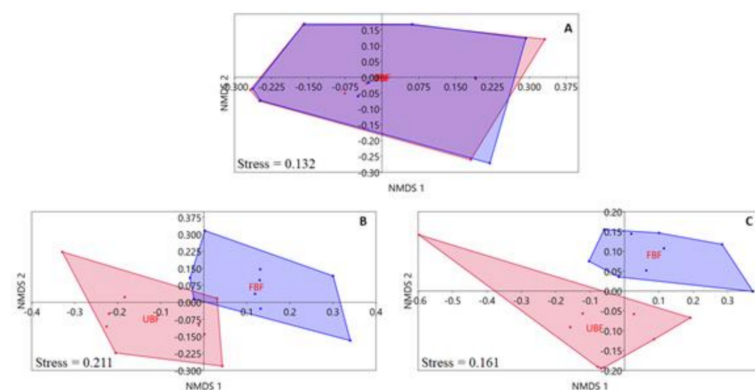 A
NMDS 2
0.15
0.10
0.05
0.00
0.300 -0.225 -0.150 -0.075 0.075 0.150 0.225 0.300 0.375
-0.05
-0.10
-0.15
-0.20
-0.25
-0.30
Stress = 0.132
NMDS 1
B
NMDS 2
0.375
0.300
0.225
0.150
0.075
0.000
-0.4 -0.3 -0.2 -0.1 0.1 0.2 0.3 0.4
-0.075
-0.150
-0.225
-0.300
FBF
UBF
Stress = 0.211
NMDS 1
C
NMDS 2
0.20
0.15
0.10
0.05
0.00
-0.6 -0.5 -0.4 -0.3 -0.2 -0.1 0.1 0.2 0.3
-0.05
-0.10
-0.15
-0.20
FBF
UBF
Stress = 0.161
NMDS 1